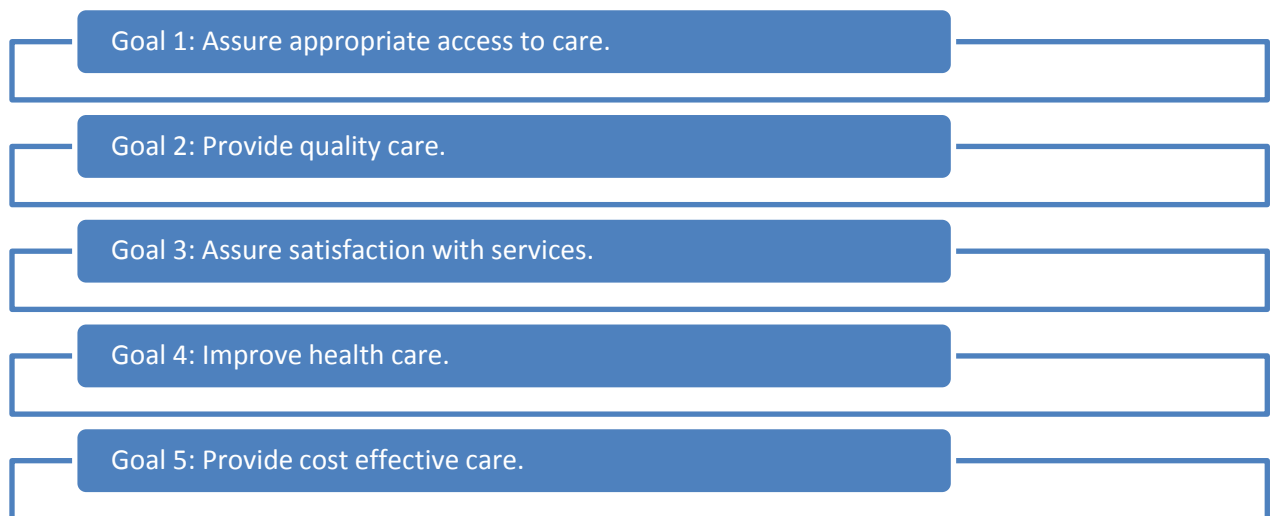 Goal 1: Assure appropriate access to care.
Goal 2: Provide quality care.
Goal 3: Assure satisfaction with services.
Goal 4: Improve health care.
Goal 5: Provide cost effective care.